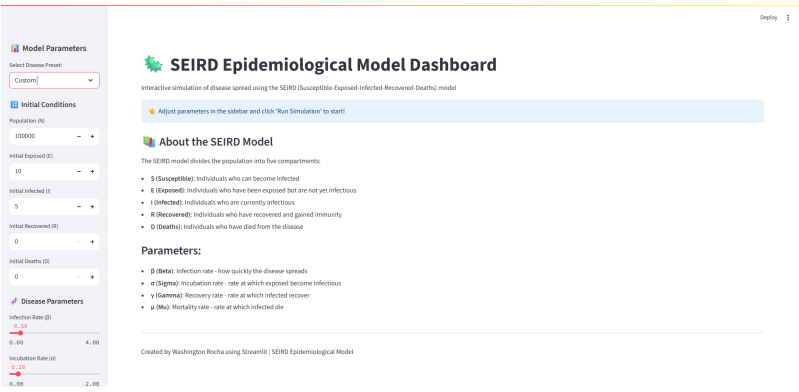 Deploy
Model Parameters
Select Disease Preset:
Custom
Initial Conditions
Population (N)
100000
Initial Exposed (E)
10
Initial Infected (I)
5
Initial Recovered (R)
0
Initial Deaths (D)
0
Disease Parameters
Infection Rate (β)
0.50
0.00 4.00
Incubation Rate (σ)
0.20
0.00 2.00
SEIRD Epidemiological Model Dashboard
Interactive simulation of disease spread using the SEIRD (Susceptible-Exposed-Infected-Recovered-Deaths) model
Adjust parameters in the sidebar and click 'Run Simulation' to start!
About the SEIRD Model
The SEIRD model divides the population into five compartments:
• S (Susceptible): Individuals who can become infected
• E (Exposed): Individuals who have been exposed but are not yet infectious
• I (Infected): Individuals who are currently infectious
• R (Recovered): Individuals who have recovered and gained immunity
• D (Deaths): Individuals who have died from the disease
Parameters:
• β (Beta): Infection rate - how quickly the disease spreads
• σ (Sigma): Incubation rate - rate at which exposed become infectious
• γ (Gamma): Recovery rate - rate at which infected recover
• μ (Mu): Mortality rate - rate at which infected die
Created by Washington Rocha using Streamlit | SEIRD Epidemiological Model